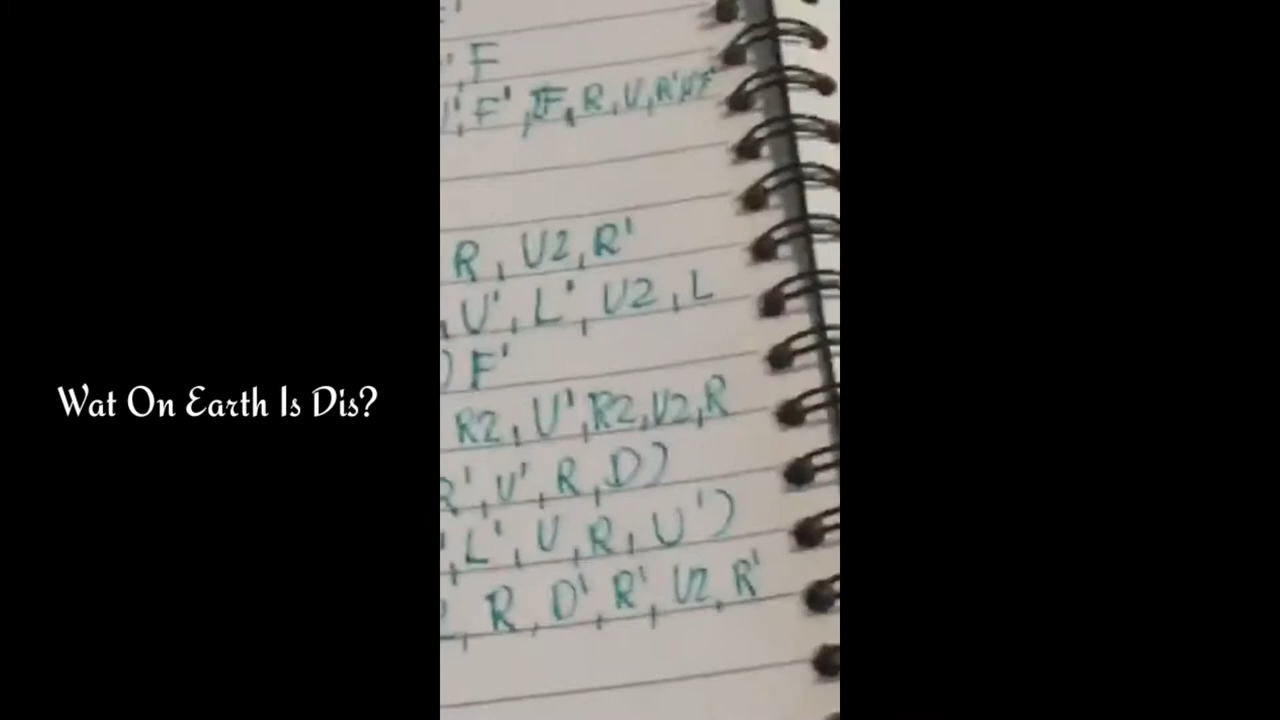 , F
', F', F, R, U, R', U', F'
R, U2, R'
, U', L', U2, L
) F'
R2, U', R2, U2, R
R', U', R, D)
Wat On Earth Is Dis?
', L', U, R, U')
R, D', R', U2, R'